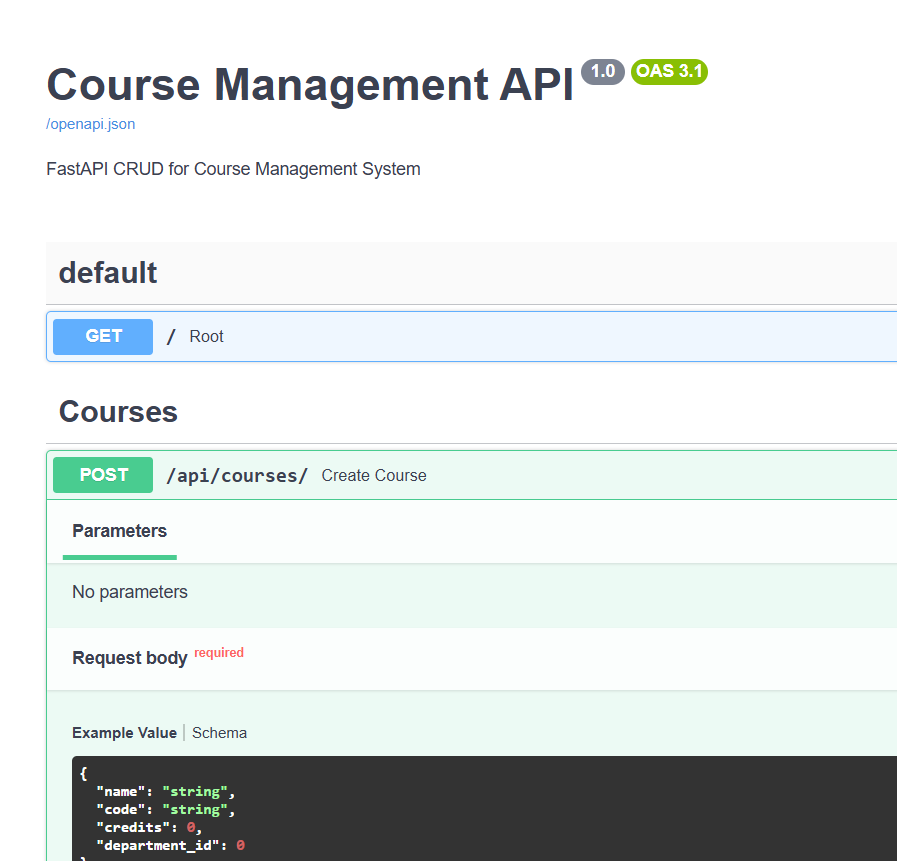 Course Management API 1.0 OAS 3.1
/openapi.json
FastAPI CRUD for Course Management System
default
GET / Root
Courses
POST /api/courses/ Create Course
Parameters
No parameters
Request body required
Example Value | Schema
{
"name": "string",
"code": "string",
"credits": 0,
"department_id": 0
}